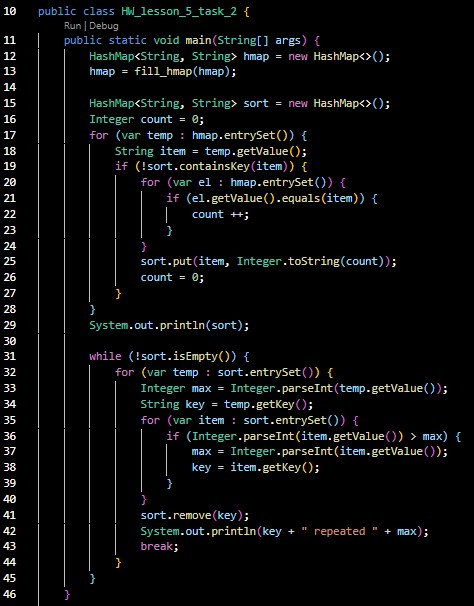 10 public class HW_lesson_5_task_2 {
Run | Debug
11 public static void main(String[] args) {
12 HashMap<String, String> hmap = new HashMap<>();
13 hmap = fill_hmap(hmap);
14
15 HashMap<String, String> sort = new HashMap<>();
16 Integer count = 0;
17 for (var temp : hmap.entrySet()) {
18 String item = temp.getValue();
19 if (!sort.containsKey(item)) {
20 for (var el : hmap.entrySet()) {
21 if (el.getValue().equals(item)) {
22 count ++;
23 }
24 }
25 sort.put(item, Integer.toString(count));
26 count = 0;
27 }
28 }
29 System.out.println(sort);
30
31 while (!sort.isEmpty()) {
32 for (var temp : sort.entrySet()) {
33 Integer max = Integer.parseInt(temp.getValue());
34 String key = temp.getKey();
35 for (var item : sort.entrySet()) {
36 if (Integer.parseInt(item.getValue()) > max) {
37 max = Integer.parseInt(item.getValue());
38 key = item.getKey();
39 }
40 }
41 sort.remove(key);
42 System.out.println(key + " repeated " + max);
43 break;
44 }
45 }
46 }